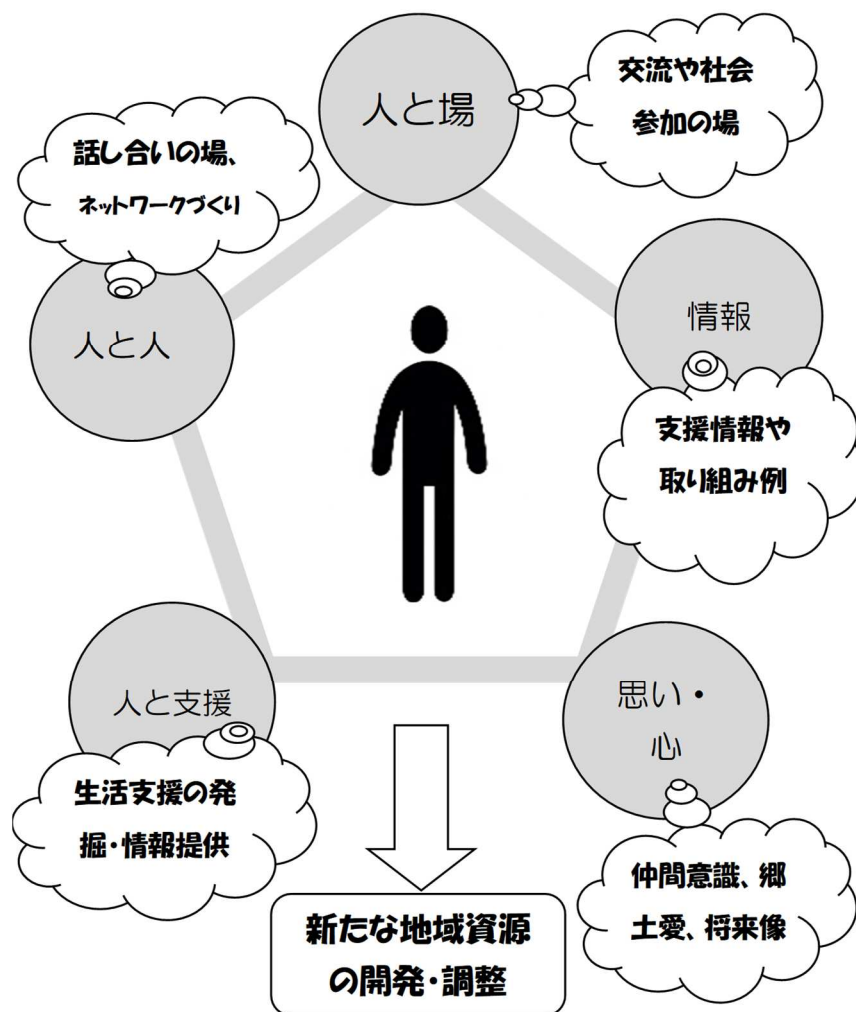 人と場
交流や社会
参加の場
話し合いの場、
ネットワークづくり
人と人
情報
支援情報や
取り組み例
人と支援
生活支援の発
掘・情報提供
思い・
心
仲間意識、郷
土愛、将来像
新たな地域資源
の開発・調整